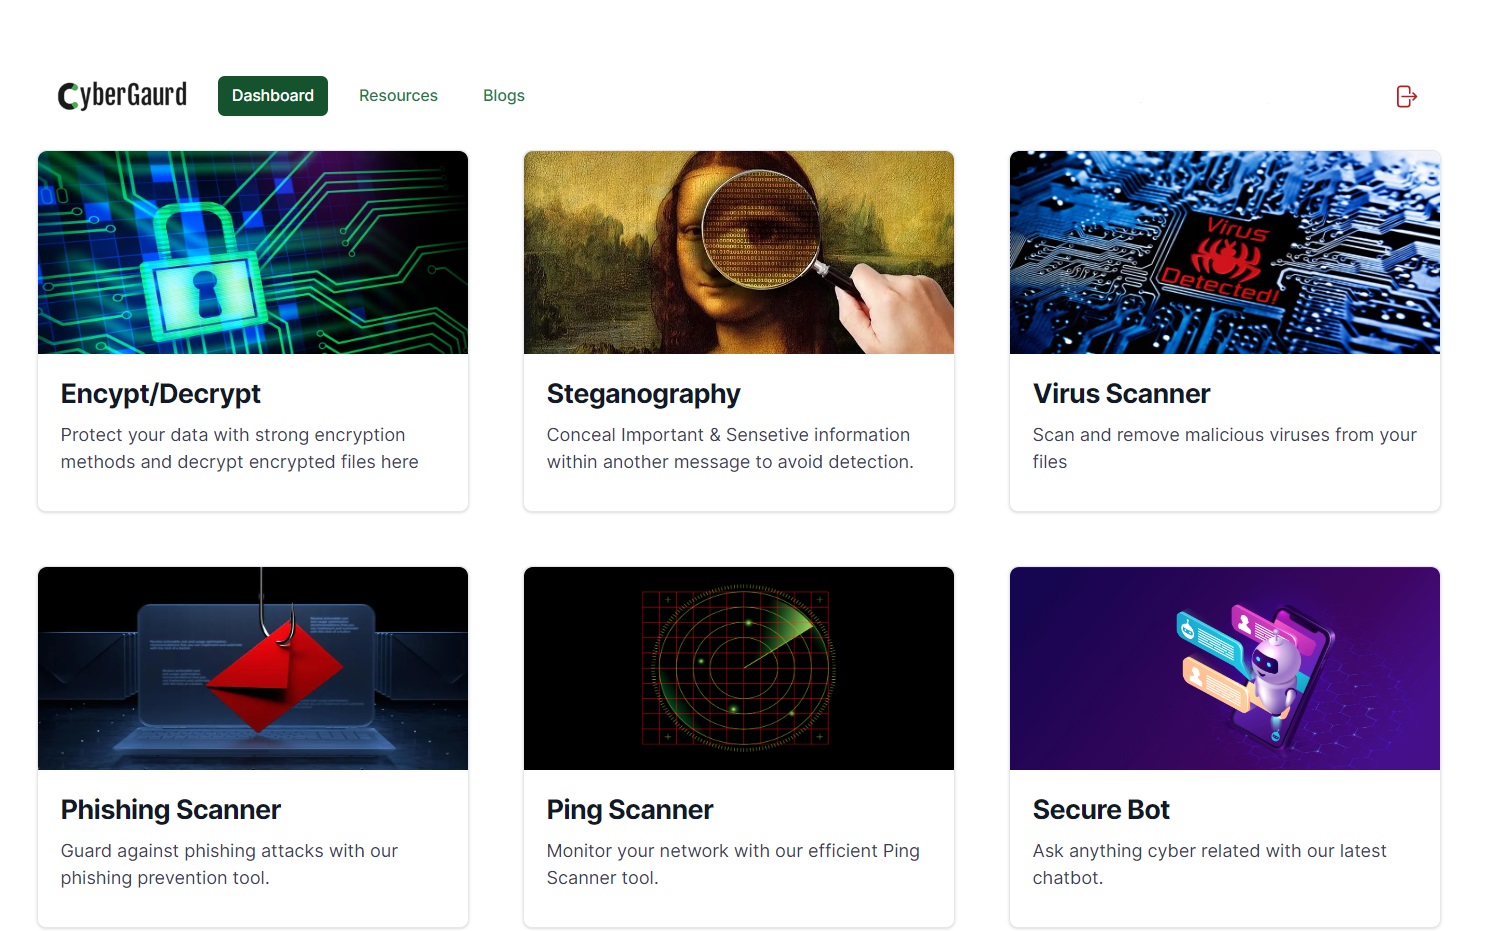 CyberGaurd Dashboard Resources Blogs
Virus
Detected!
Encypt/Decrypt
Protect your data with strong encryption
methods and decrypt encrypted files here
Steganography
Conceal Important & Sensetive information
within another message to avoid detection.
Virus Scanner
Scan and remove malicious viruses from your
files
Phishing Scanner
Guard against phishing attacks with our
phishing prevention tool.
Ping Scanner
Monitor your network with our efficient Ping
Scanner tool.
Secure Bot
Ask anything cyber related with our latest
chatbot.